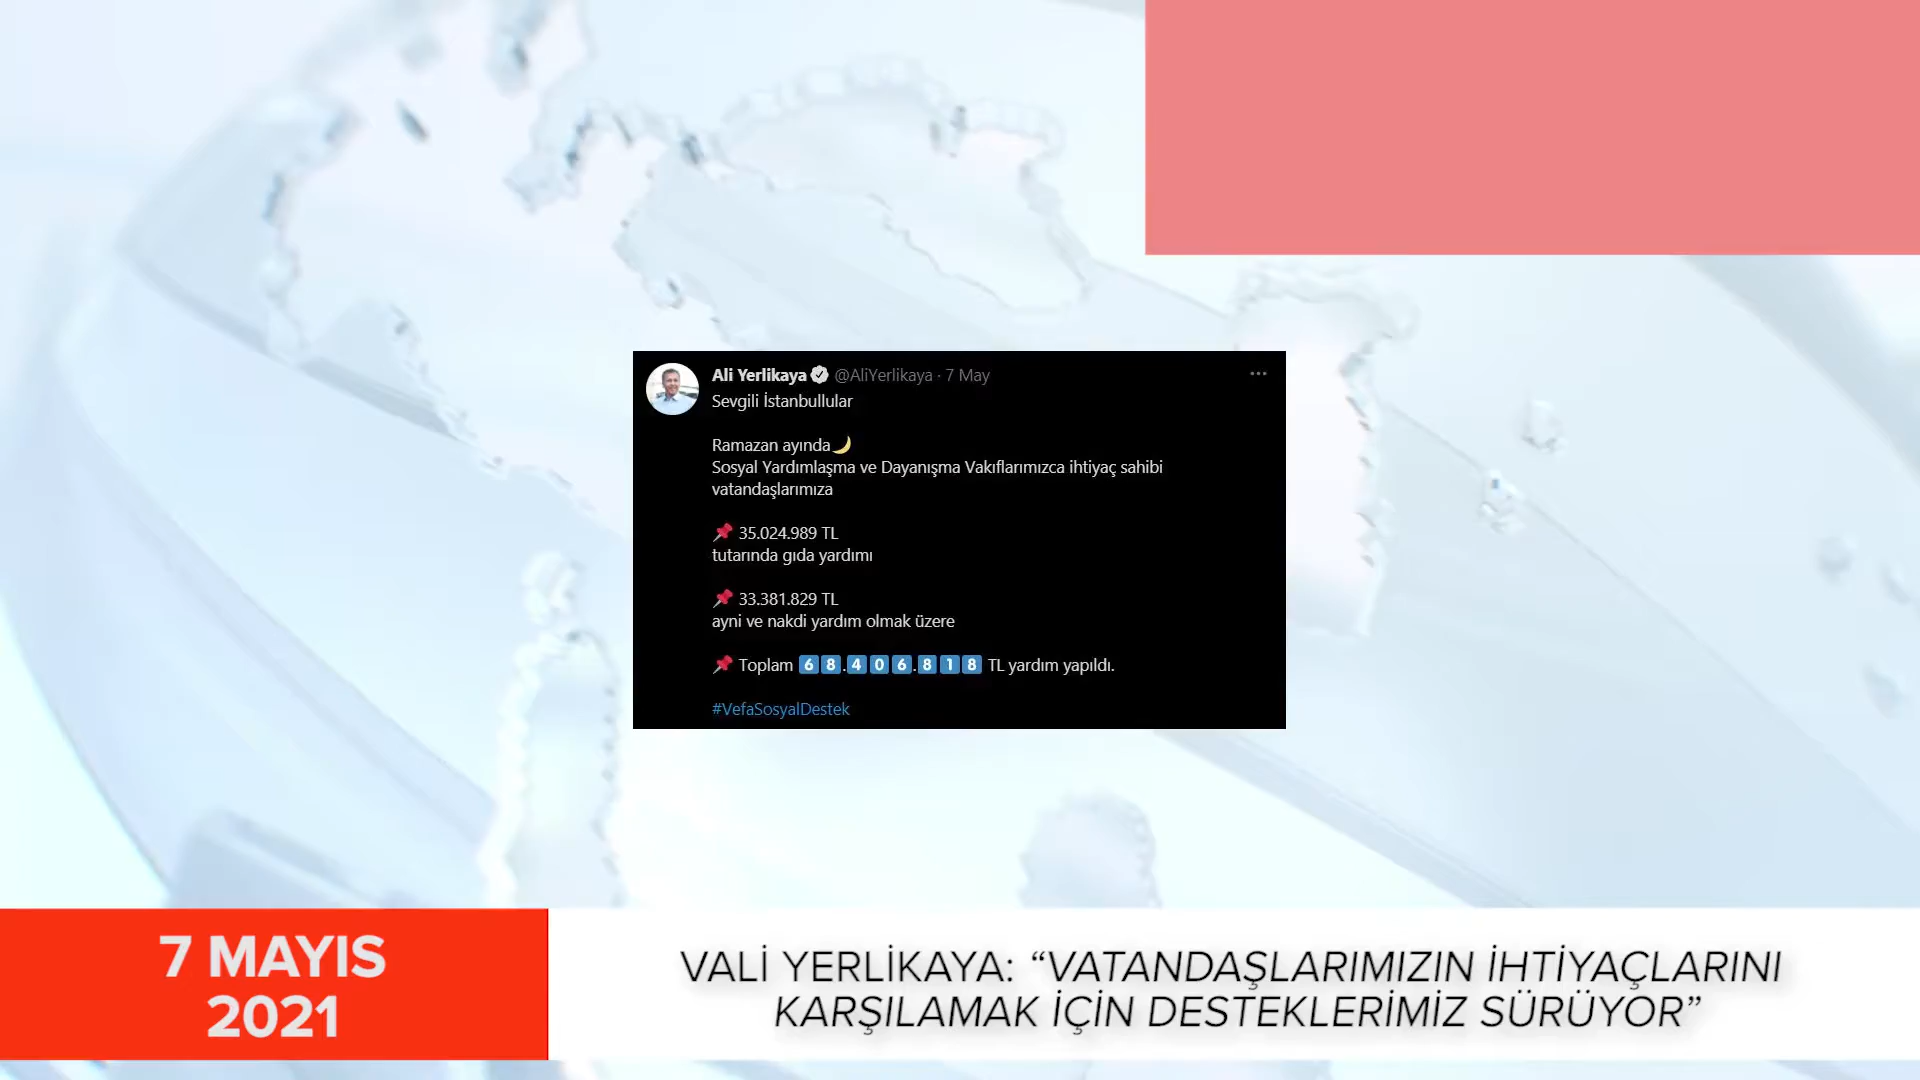 Ali Yerlikaya @AliYerlikaya · 7 May
Sevgili İstanbullular
Ramazan ayında🌙
Sosyal Yardımlaşma ve Dayanışma Vakıflarımızca ihtiyaç sahibi
vatandaşlarımıza
📌 35.024.989 TL
tutarında gıda yardımı
📌 33.381.829 TL
ayni ve nakdi yardım olmak üzere
📌 Toplam 68.406.818 TL yardım yapıldı.
#VefaSosyalDestek
7 MAYIS
2021
VALİ YERLİKAYA: “VATANDAŞLARIMIZIN İHTİYAÇLARINI
KARŞILAMAK İÇİN DESTEKLERİMİZ SÜRÜYOR”